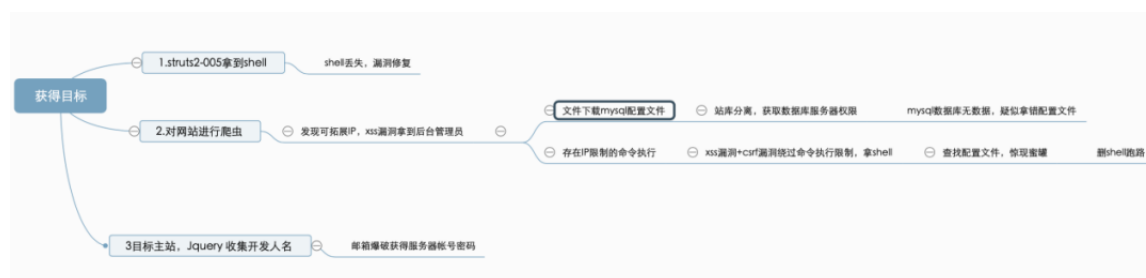 1.struts2-005拿到shell
shell丢失，漏洞修复
获得目标
文件下载mysql配置文件
站库分离，获取数据库服务器权限
mysql数据库无数据，疑似拿错配置文件
2.对网站进行爬虫
发现可拓展IP，xss漏洞拿到后台管理员
存在IP限制的命令执行
xss漏洞+csrf漏洞绕过命令执行限制，拿shell
查找配置文件，惊现蜜罐
删shell跑路
3目标主站，Jquery 收集开发人名
邮箱爆破获得服务器帐号密码